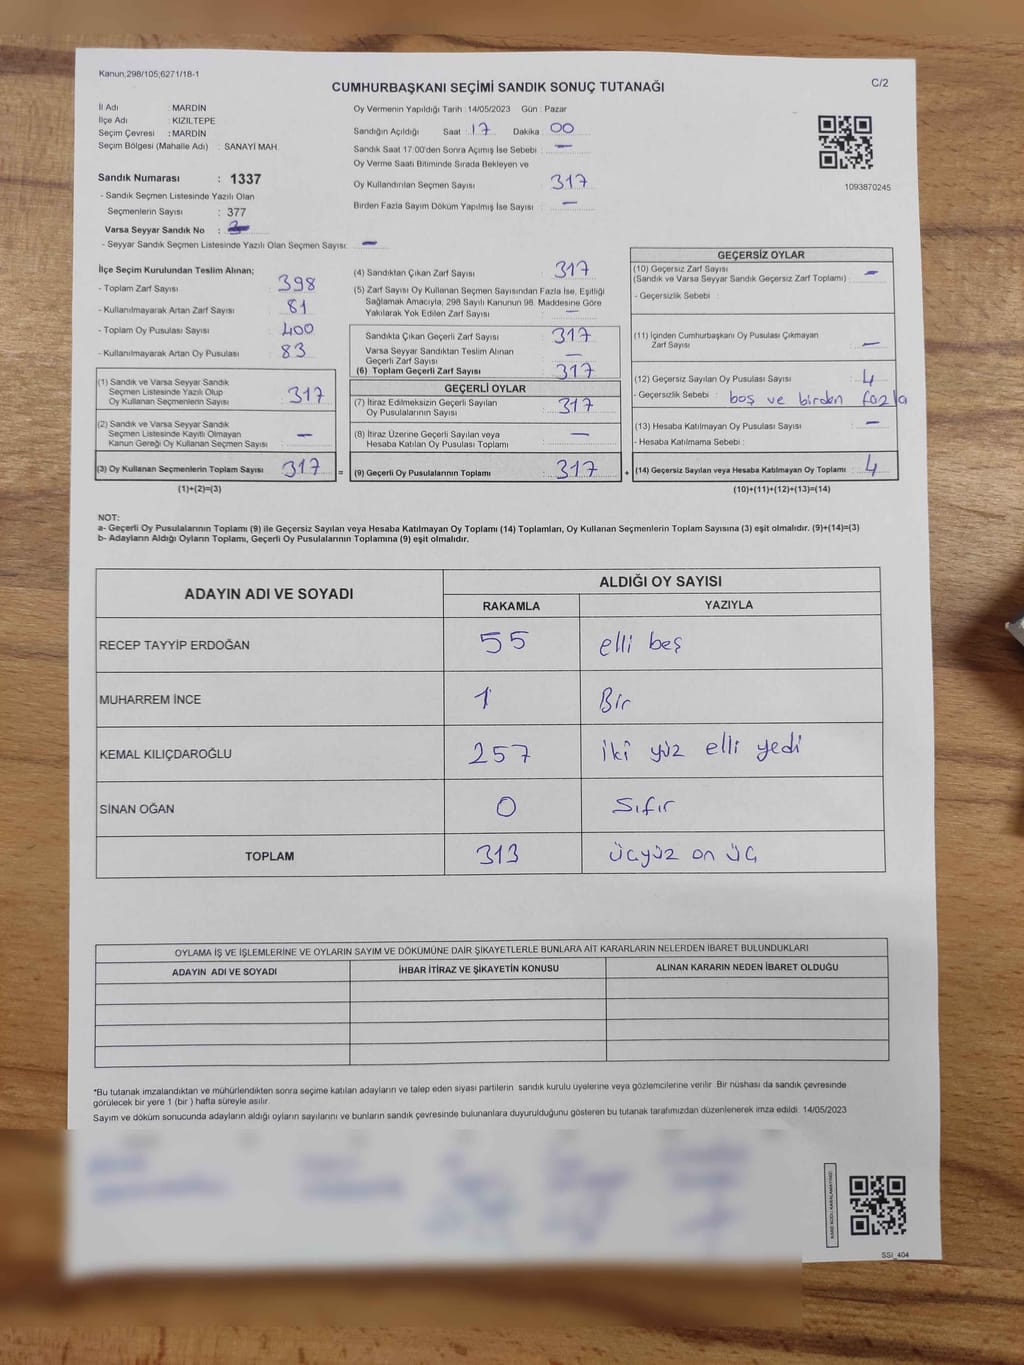 Kanun;298/105;6271/18-1
CUMHURBAŞKANI SEÇİMİ SANDIK SONUÇ TUTANAĞI
C/2
İl Adı : MARDİN
İlçe Adı : KIZILTEPE
Seçim Çevresi : MARDİN
Seçim Bölgesi (Mahalle Adı) : SANAYİ MAH.
Oy Vermenin Yapıldığı Tarih : 14/05/2023 Gün : Pazar
Sandığın Açıldığı Saat : 17 Dakika : 00
Sandık Saat 17:00'den Sonra Açımış İse Sebebi : —
Oy Verme Saati Bitiminde Sırada Bekleyen ve
Oy Kullandırılan Seçmen Sayısı : 317
Birden Fazla Sayım Döküm Yapılmış İse Sayısı : —
1093870245
Sandık Numarası : 1337
- Sandık Seçmen Listesinde Yazılı Olan
Seçmenlerin Sayısı : 377
Varsa Seyyar Sandık No :
- Seyyar Sandık Seçmen Listesinde Yazılı Olan Seçmen Sayısı: —
İlçe Seçim Kurulundan Teslim Alınan;
- Toplam Zarf Sayısı : 398
- Kullanılmayarak Artan Zarf Sayısı : 81
- Toplam Oy Pusulası Sayısı : 400
- Kullanılmayarak Artan Oy Pusulası : 83
(1) Sandık ve Varsa Seyyar Sandık
Seçmen Listesinde Yazılı Olup
Oy Kullanan Seçmenlerin Sayısı : 317
(2) Sandık ve Varsa Seyyar Sandık
Seçmen Listesinde Kayıtlı Olmayan
Kanun Gereği Oy Kullanan Seçmen Sayısı : —
(3) Oy Kullanan Seçmenlerin Toplam Sayısı : 317 =
(1)+(2)=(3)
(4) Sandıktan Çıkan Zarf Sayısı : 317
(5) Zarf Sayısı Oy Kullanan Seçmen Sayısından Fazla İse, Eşitliği
Sağlamak Amacıyla, 298 Sayılı Kanunun 98. Maddesine Göre
Yakılarak Yok Edilen Zarf Sayısı : —
Sandıkta Çıkan Geçerli Zarf Sayısı : 317
Varsa Seyyar Sandıktan Teslim Alınan
Geçerli Zarf Sayısı : —
(6) Toplam Geçerli Zarf Sayısı : 317
GEÇERLİ OYLAR
(7) İtiraz Edilmeksizin Geçerli Sayılan
Oy Pusulalarının Sayısı : 317
(8) İtiraz Üzerine Geçerli Sayılan veya
Hesaba Katılan Oy Pusulaları Toplamı : —
(9) Geçerli Oy Pusulalarının Toplamı : 317 +
GEÇERSİZ OYLAR
(10) Geçersiz Zarf Sayısı
(Sandık ve Varsa Seyyar Sandık Geçersiz Zarf Toplamı) : —
- Geçersizlik Sebebi :
(11) İçinden Cumhurbaşkanı Oy Pusulası Çıkmayan
Zarf Sayısı : —
(12) Geçersiz Sayılan Oy Pusulası Sayısı : 4
- Geçersizlik Sebebi : boş ve birden fazla
(13) Hesaba Katılmayan Oy Pusulası Sayısı : —
- Hesaba Katılmama Sebebi :
(14) Geçersiz Sayılan veya Hesaba Katılmayan Oy Toplamı : 4
(10)+(11)+(12)+(13)=(14)
NOT:
a- Geçerli Oy Pusulalarının Toplamı (9) ile Geçersiz Sayılan veya Hesaba Katılmayan Oy Toplamı (14) Toplamları, Oy Kullanan Seçmenlerin Toplam Sayısına (3) eşit olmalıdır. (9)+(14)=(3)
b- Adayların Aldığı Oyların Toplamı, Geçerli Oy Pusulalarının Toplamına (9) eşit olmalıdır.
ADAYIN ADI VE SOYADI
ALDIĞI OY SAYISI
RAKAMLA YAZIYLA
RECEP TAYYİP ERDOĞAN 55 elli beş
MUHARREM İNCE 1 Bir
KEMAL KILIÇDAROĞLU 257 iki yüz elli yedi
SİNAN OĞAN 0 Sıfır
TOPLAM 313 üçyüz on üç
OYLAMA İŞ VE İŞLEMLERİNE VE OYLARIN SAYIM VE DÖKÜMÜNE DAİR ŞİKAYETLERLE BUNLARA AİT KARARLARIN NELERDEN İBARET BULUNDUKLARI
ADAYIN ADI VE SOYADI İHBAR İTİRAZ VE ŞİKAYETİN KONUSU ALINAN KARARIN NEDEN İBARET OLDUĞU
*Bu tutanak imzalandıktan ve mühürlendikten sonra seçime katılan adayların ve talep eden siyasi partilerin sandık kurulu üyelerine veya gözlemcilerine verilir. Bir nüshası da sandık çevresinde
görülecek bir yere 1 (bir ) hafta süreyle asılır.
Sayım ve döküm sonucunda adayların aldığı oyların sayılarını ve bunların sandık çevresinde bulunanlara duyurulduğunu gösteren bu tutanak tarafımızdan düzenlenerek imza edildi. 14/05/2023
SSI_404